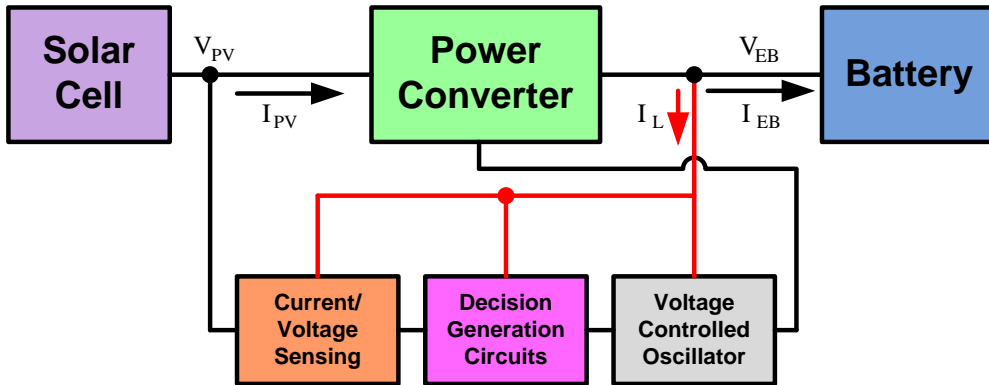 Solar
Cell
V_PV
I_PV
Power
Converter
V_EB
I_L
I_EB
Battery
Current/
Voltage
Sensing
Decision
Generation
Circuits
Voltage
Controlled
Oscillator